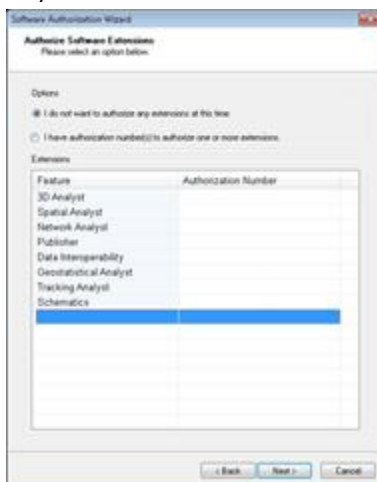 Software Authorization Wizard
Authorize Software Extensions
Please select an option below.
Options
I do not want to authorize any extensions at this time
I have authorization number(s) to authorize one or more extensions.
Extensions
Feature Authorization Number
3D Analyst
Spatial Analyst
Network Analyst
Publisher
Data Interoperability
Geostatistical Analyst
Tracking Analyst
Schematics
< Back Next > Cancel